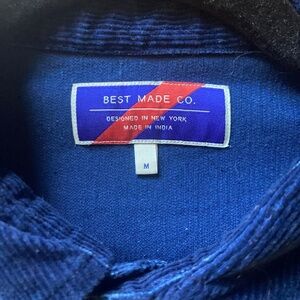 BEST MADE CO.
DESIGNED IN NEW YORK
MADE IN INDIA
M